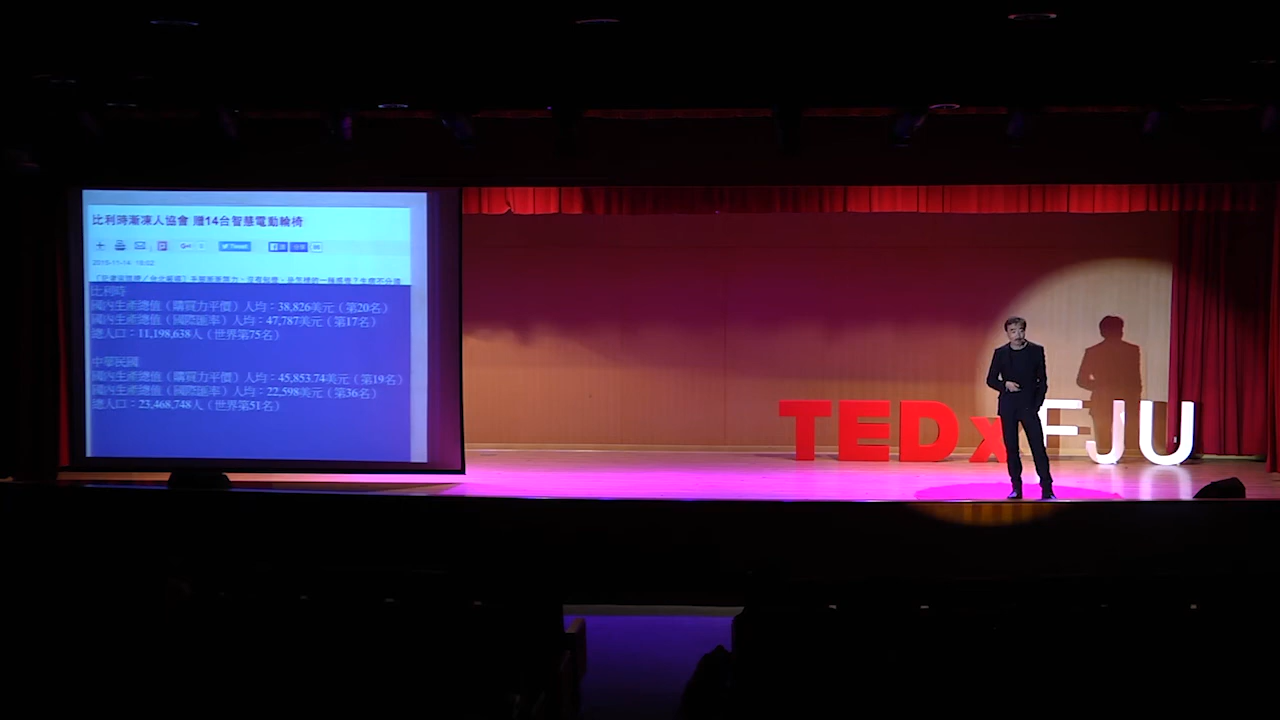 比利時漸凍人協會 贈14台智慧電動輪椅
Tweet
2015-11-14 16:02
比利時
國內生產總值（購買力平價）人均：38,826美元（第20名）
國內生產總值（國際匯率）人均：47,787美元（第17名）
總人口：11,198,638人（世界第75名）
中華民國
國內生產總值（購買力平價）人均：45,853.74美元（第19名）
國內生產總值（國際匯率）人均：22,598美元（第36名）
總人口：23,468,748人（世界第51名）
TEDx FJU